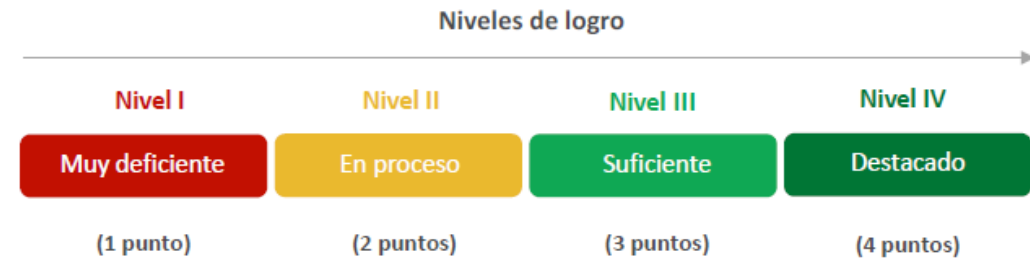 Niveles de logro
Nivel I Nivel II Nivel III Nivel IV
Muy deficiente En proceso Suficiente Destacado
(1 punto) (2 puntos) (3 puntos) (4 puntos)